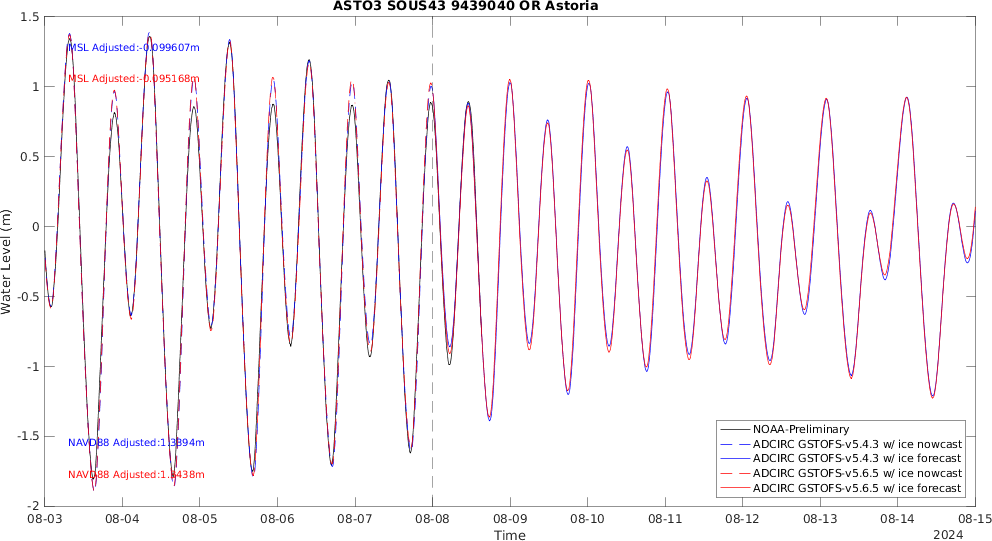 ASTO3 SOUS43 9439040 OR Astoria
1.5
1
0.5
0
-0.5
-1
-1.5
-2
Water Level (m)
MSL Adjusted:-0.099607m
MSL Adjusted:-0.095168m
NAVD88 Adjusted:1.3394m
NAVD88 Adjusted:
NOAA-Preliminary
ADCIRC GSTOFS-v5.4.3 w/ ice nowcast
ADCIRC GSTOFS-v5.4.3 w/ ice forecast
ADCIRC GSTOFS-v5.6.5 w/ ice nowcast
ADCIRC GSTOFS-v5.6.5 w/ ice forecast
08-03 08-04 08-05 08-06 08-07 08-08 08-09 08-10 08-11 08-12 08-13 08-14 08-15
Time
2024